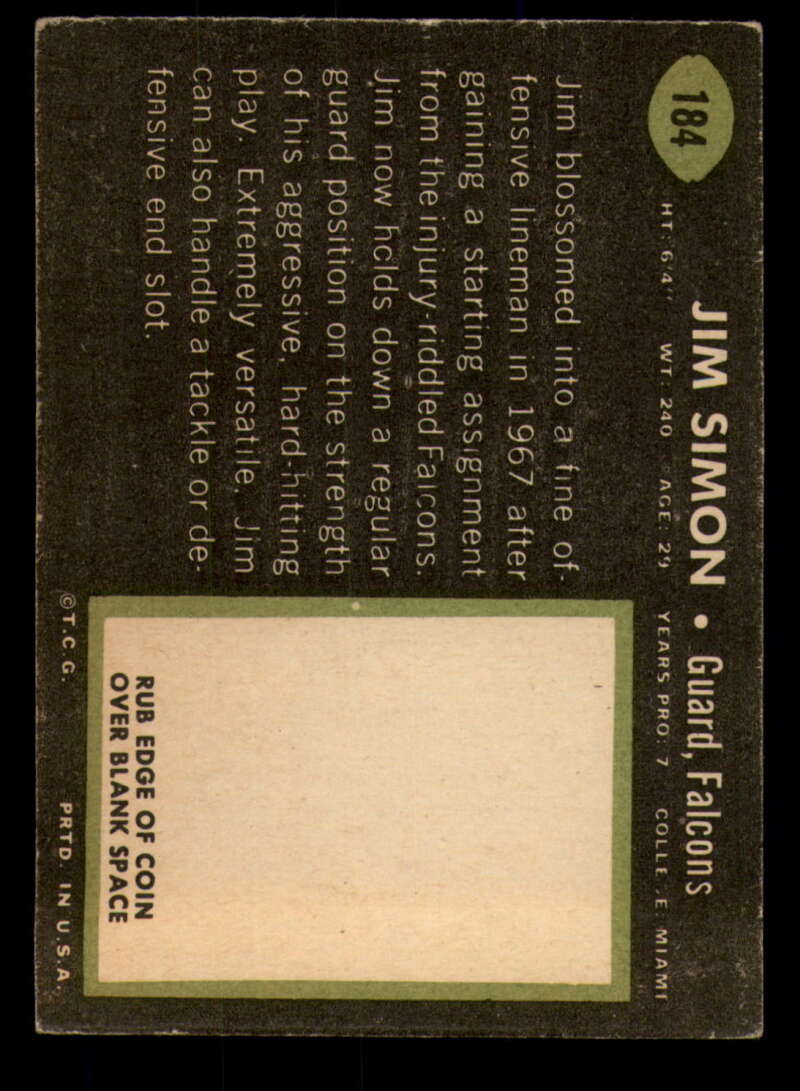 184
JIM SIMON • Guard, Falcons
HT: 6'4" WT: 240 AGE: 29 YEARS PRO: 7 COLLE E: MIAMI
Jim blossomed into a fine of-
fensive lineman in 1967 after
gaining a starting assignment
from the injury-riddled Falcons.
Jim now holds down a regular
guard position on the strength
of his aggressive, hard-hitting
play. Extremely versatile, Jim
can also handle a tackle or de-
fensive end slot.
RUB EDGE OF COIN
OVER BLANK SPACE
©T.C.G. PRTD. IN U.S.A.